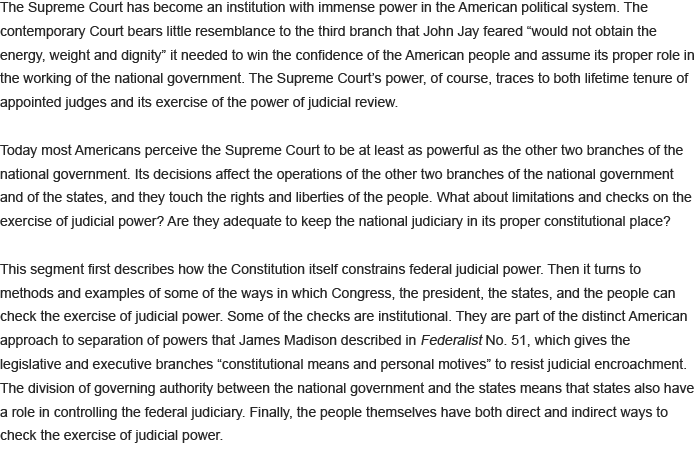 The Supreme Court has become an institution with immense power in the American political system. The
contemporary Court bears little resemblance to the third branch that John Jay feared “would not obtain the
energy, weight and dignity” it needed to win the confidence of the American people and assume its proper role in
the working of the national government. The Supreme Court’s power, of course, traces to both lifetime tenure of
appointed judges and its exercise of the power of judicial review.
Today most Americans perceive the Supreme Court to be at least as powerful as the other two branches of the
national government. Its decisions affect the operations of the other two branches of the national government
and of the states, and they touch the rights and liberties of the people. What about limitations and checks on the
exercise of judicial power? Are they adequate to keep the national judiciary in its proper constitutional place?
This segment first describes how the Constitution itself constrains federal judicial power. Then it turns to
methods and examples of some of the ways in which Congress, the president, the states, and the people can
check the exercise of judicial power. Some of the checks are institutional. They are part of the distinct American
approach to separation of powers that James Madison described in Federalist No. 51, which gives the
legislative and executive branches “constitutional means and personal motives” to resist judicial encroachment.
The division of governing authority between the national government and the states means that states also have
a role in controlling the federal judiciary. Finally, the people themselves have both direct and indirect ways to
check the exercise of judicial power.